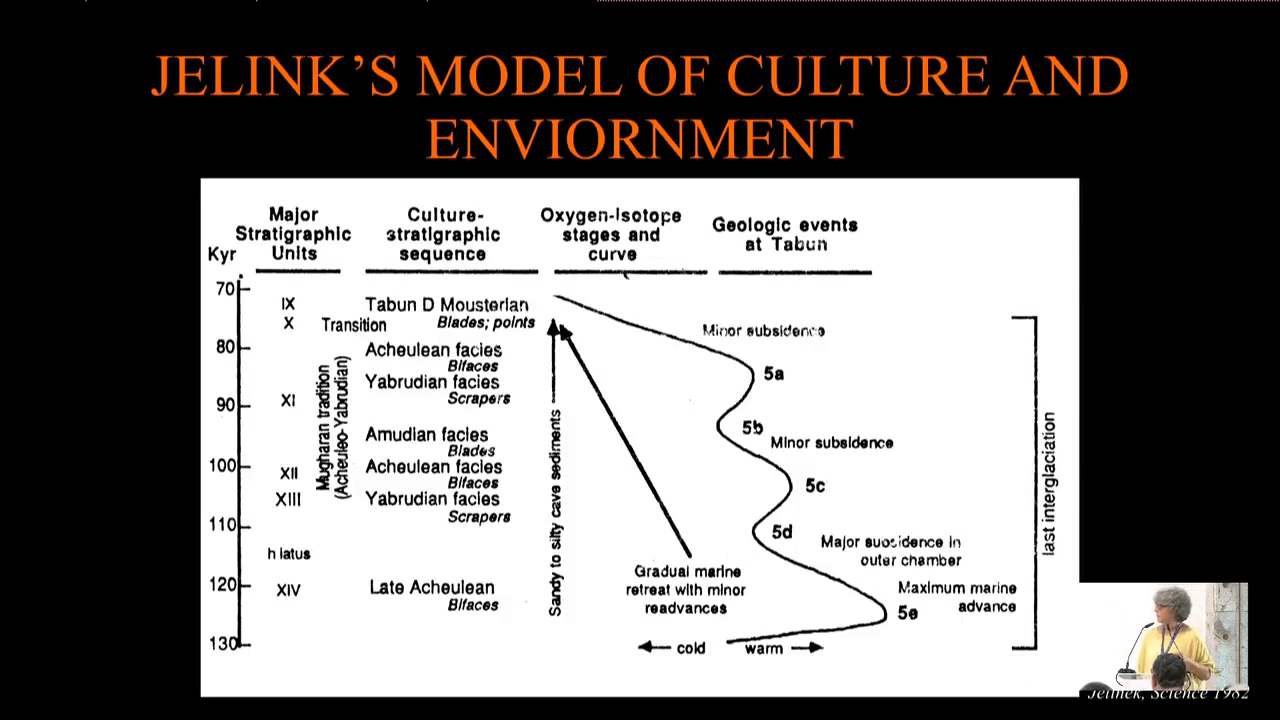 JELINK’S MODEL OF CULTURE AND
ENVIORNMENT
Major
Stratigraphic
Units
Culture-
stratigraphic
sequence
Oxygen-isotope
stages and
curve
Geologic events
at Tabun
Kyr
70
80
90
100
110
120
130
IX
X
XI
XII
XIII
h latus
XIV
Transition
Mugharan tradition
(Acheuleo-Yabrudian)
Tabun D Mousterian
Blades; points
Acheulean facies
Bifaces
Yabrudian facies
Scrapers
Amudian facies
Blades
Acheulean facies
Bifaces
Yabrudian facies
Scrapers
Late Acheulean
Bifaces
Sandy to silty cave sediments
Gradual marine
retreat with minor
readvances
cold
warm
Minor subsidence
5a
5b
Minor subsidence
5c
5d
Major subsidence in
outer chamber
Maximum marine
advance
5e
last interglaciation
Jelinek, Science 1982